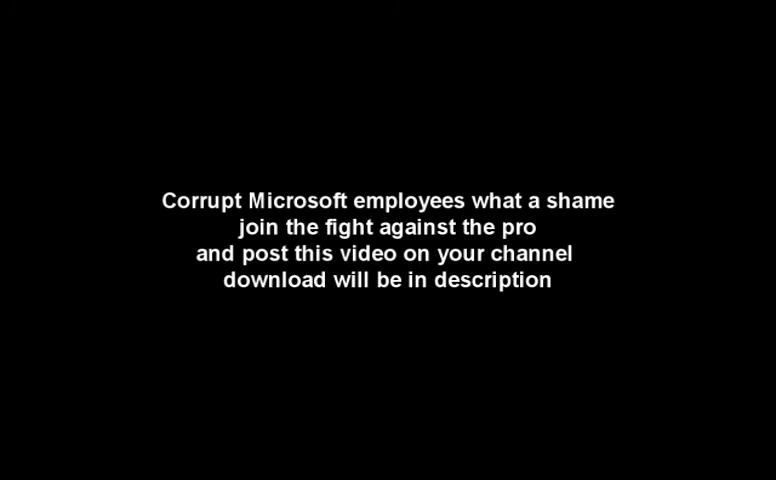 Corrupt Microsoft employees what a shame
join the fight against the pro
and post this video on your channel
download will be in description